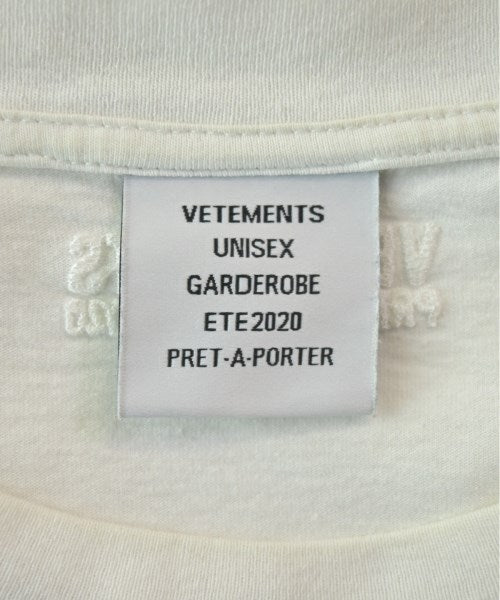 VETEMENTS
UNISEX
GARDEROBE
ETE2020
PRET-A-PORTER